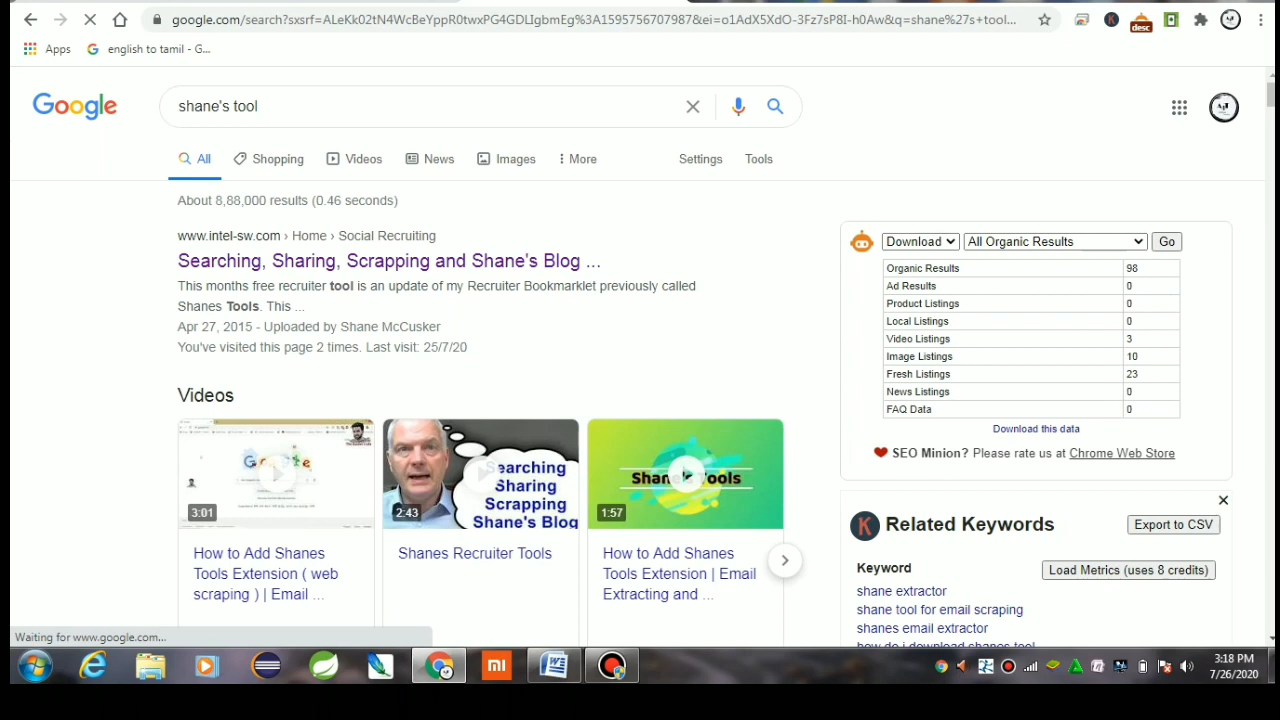 google.com/search?sxsrf=ALeKk02tN4WcBeYppR0twxPG4GDLIgbmEg%3A1595756707987&ei=o1AdX5XdO-3Fz7sP8I-h0Aw&q=shane%27s+tool...
desc
Apps english to tamil - G...
Google
shane's tool
All Shopping Videos News Images More Settings Tools
About 8,88,000 results (0.46 seconds)
www.intel-sw.com › Home › Social Recruiting
Searching, Sharing, Scrapping and Shane's Blog ...
This months free recruiter tool is an update of my Recruiter Bookmarklet previously called
Shanes Tools. This ...
Apr 27, 2015 - Uploaded by Shane McCusker
You've visited this page 2 times. Last visit: 25/7/20
Videos
3:01
How to Add Shanes
Tools Extension ( web
scraping ) | Email ...
Searching
Sharing
Scrapping
Shane's Blog
2:43
Shanes Recruiter Tools
Shane's Tools
1:57
How to Add Shanes
Tools Extension | Email
Extracting and ...
Download All Organic Results Go
Organic Results 98
Ad Results 0
Product Listings 0
Local Listings 0
Video Listings 3
Image Listings 10
Fresh Listings 23
News Listings 0
FAQ Data 0
Download this data
SEO Minion? Please rate us at Chrome Web Store
K Related Keywords Export to CSV
Keyword Load Metrics (uses 8 credits)
shane extractor
shane tool for email scraping
shanes email extractor
how do i download shanes tool
Waiting for www.google.com...
mi
3:18 PM
7/26/2020